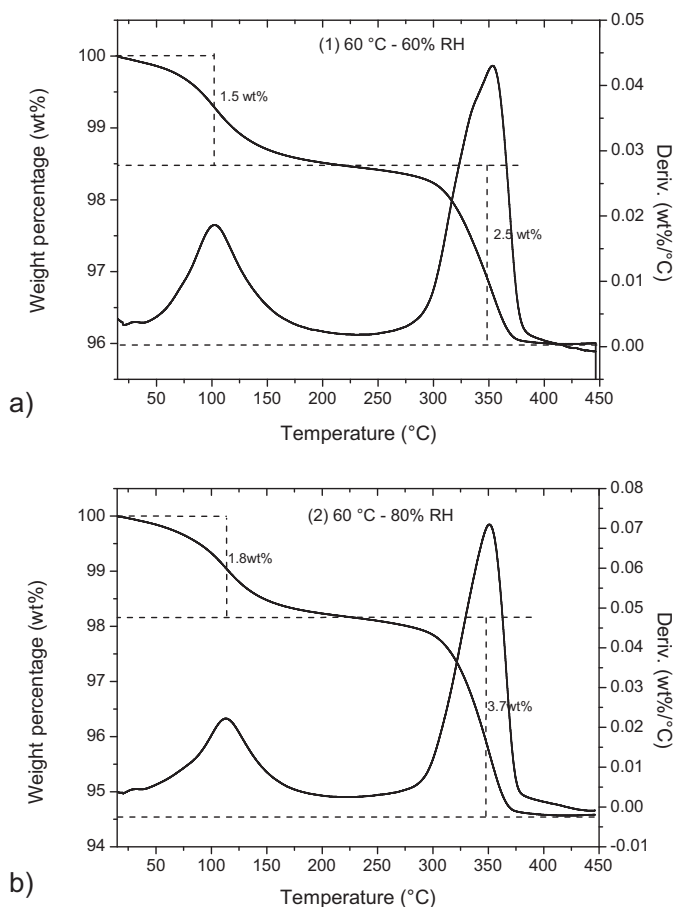 (1) 60 °C - 60% RH
Weight percentage (wt%)
100
99
98
97
96
1.5 wt%
2.5 wt%
0.05
0.04
0.03
0.02
0.01
0.00
Deriv. (wt%/°C)
50 100 150 200 250 300 350 400 450
Temperature (°C)
a)
(2) 60 °C - 80% RH
Weight percentage (wt%)
100
99
98
97
96
95
94
1.8wt%
3.7wt%
0.08
0.07
0.06
0.05
0.04
0.03
0.02
0.01
0.00
-0.01
Deriv. (wt%/°C)
50 100 150 200 250 300 350 400 450
Temperature (°C)
b)